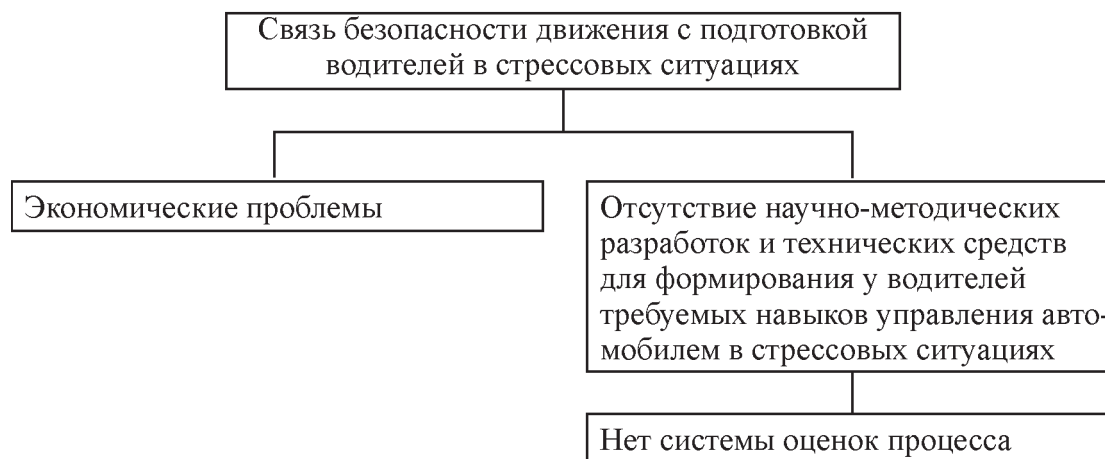 Связь безопасности движения с подготовкой
водителей в стрессовых ситуациях
Экономические проблемы
Отсутствие научно-методических
разработок и технических средств
для формирования у водителей
требуемых навыков управления авто-
мобилем в стрессовых ситуациях
Нет системы оценок процесса